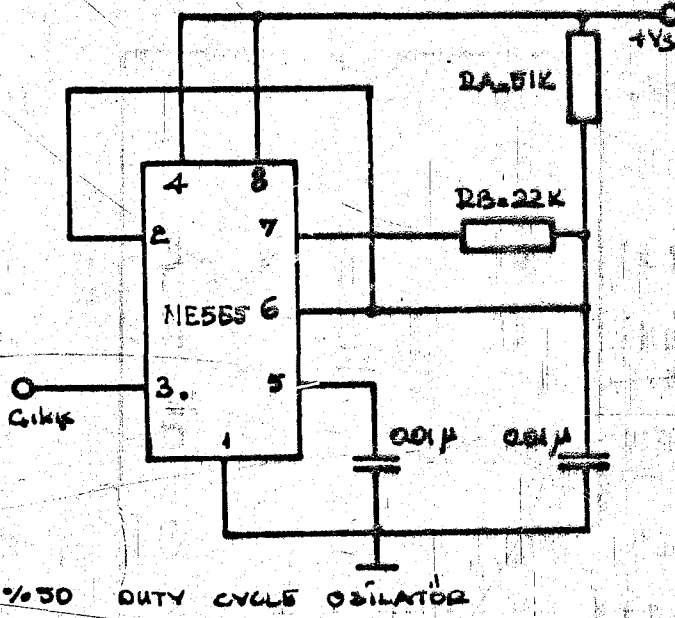 +Vs
RA=51K
4 8
RB=22K
2 7
NE555 6
3. 5
Çıkış
1
0.01µ 0.01µ
%50 DUTY CYCLE OSİLATÖR